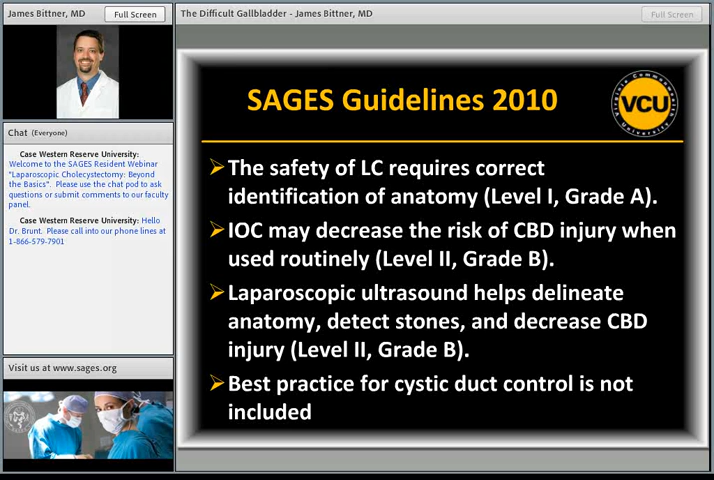 James Bittner, MD
Full Screen
Chat (Everyone)
Case Western Reserve University:
Welcome to the SAGES Resident Webinar
"Laparoscopic Cholecystectomy: Beyond
the Basics".  Please use the chat pod to ask
questions or submit comments to our faculty
panel.
Case Western Reserve University: Hello
Dr. Brunt.  Please call into our phone lines at
1-866-579-7901
Visit us at www.sages.org
The Difficult Gallbladder - James Bittner, MD
Full Screen
SAGES Guidelines 2010
Virginia Commonwealth
VCU
University
The safety of LC requires correct
identification of anatomy (Level I, Grade A).
IOC may decrease the risk of CBD injury when
used routinely (Level II, Grade B).
Laparoscopic ultrasound helps delineate
anatomy, detect stones, and decrease CBD
injury (Level II, Grade B).
Best practice for cystic duct control is not
included